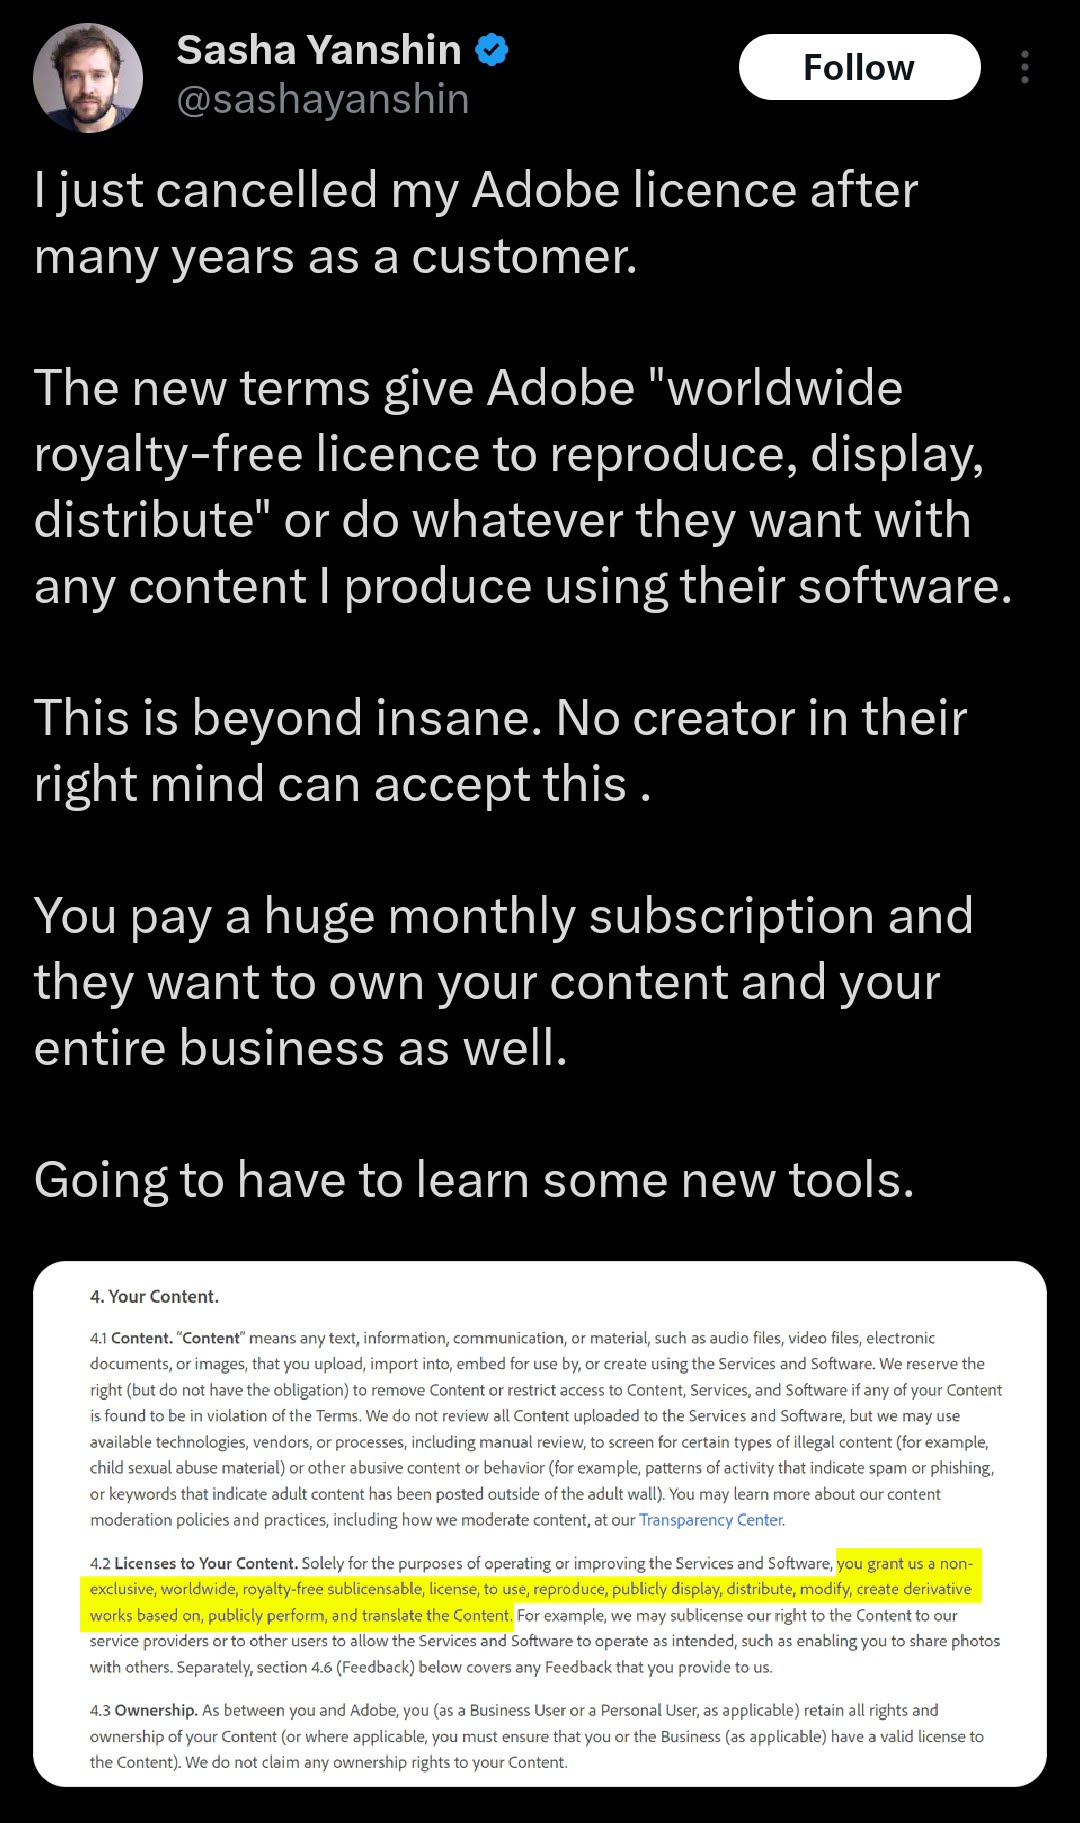 Sasha Yanshin
@sashayanshin
Follow
I just cancelled my Adobe licence after
many years as a customer.
The new terms give Adobe "worldwide
royalty-free licence to reproduce, display,
distribute" or do whatever they want with
any content I produce using their software.
This is beyond insane. No creator in their
right mind can accept this .
You pay a huge monthly subscription and
they want to own your content and your
entire business as well.
Going to have to learn some new tools.
4. Your Content.
4.1 Content. “Content” means any text, information, communication, or material, such as audio files, video files, electronic
documents, or images, that you upload, import into, embed for use by, or create using the Services and Software. We reserve the
right (but do not have the obligation) to remove Content or restrict access to Content, Services, and Software if any of your Content
is found to be in violation of the Terms. We do not review all Content uploaded to the Services and Software, but we may use
available technologies, vendors, or processes, including manual review, to screen for certain types of illegal content (for example,
child sexual abuse material) or other abusive content or behavior (for example, patterns of activity that indicate spam or phishing,
or keywords that indicate adult content has been posted outside of the adult wall). You may learn more about our content
moderation policies and practices, including how we moderate content, at our Transparency Center.
4.2 Licenses to Your Content. Solely for the purposes of operating or improving the Services and Software, you grant us a non-
exclusive, worldwide, royalty-free sublicensable, license, to use, reproduce, publicly display, distribute, modify, create derivative
works based on, publicly perform, and translate the Content. For example, we may sublicense our right to the Content to our
service providers or to other users to allow the Services and Software to operate as intended, such as enabling you to share photos
with others. Separately, section 4.6 (Feedback) below covers any Feedback that you provide to us.
4.3 Ownership. As between you and Adobe, you (as a Business User or a Personal User, as applicable) retain all rights and
ownership of your Content (or where applicable, you must ensure that you or the Business (as applicable) have a valid license to
the Content). We do not claim any ownership rights to your Content.